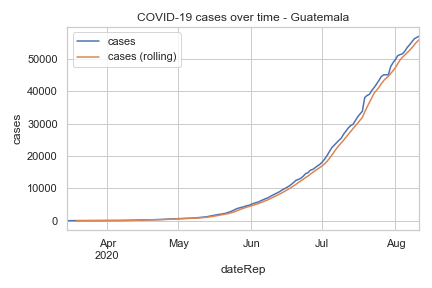 COVID-19 cases over time - Guatemala
cases
cases (rolling)
50000
40000
30000
20000
10000
0
cases
Apr
2020
May
Jun
Jul
Aug
dateRep